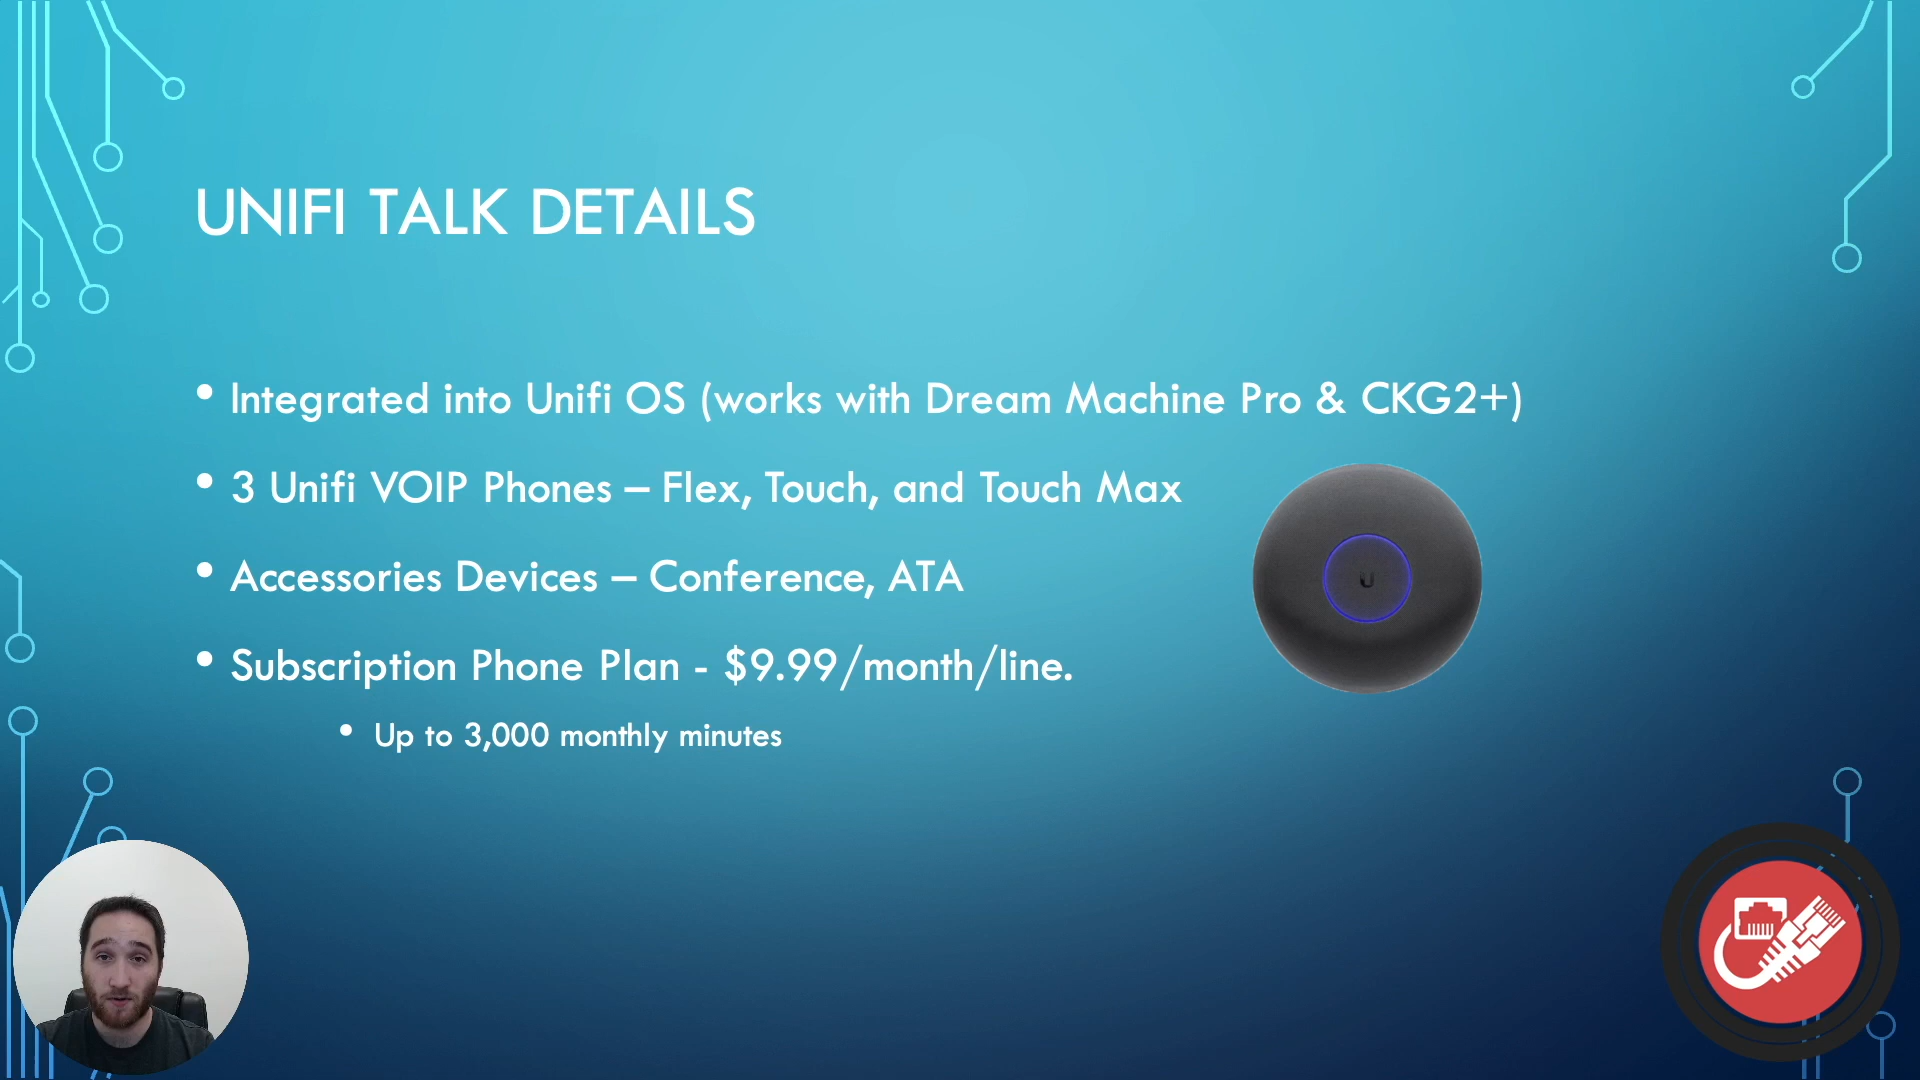 UNIFI TALK DETAILS
• Integrated into Unifi OS (works with Dream Machine Pro & CKG2+)
• 3 Unifi VOIP Phones – Flex, Touch, and Touch Max
• Accessories Devices – Conference, ATA
• Subscription Phone Plan - $9.99/month/line.
• Up to 3,000 monthly minutes